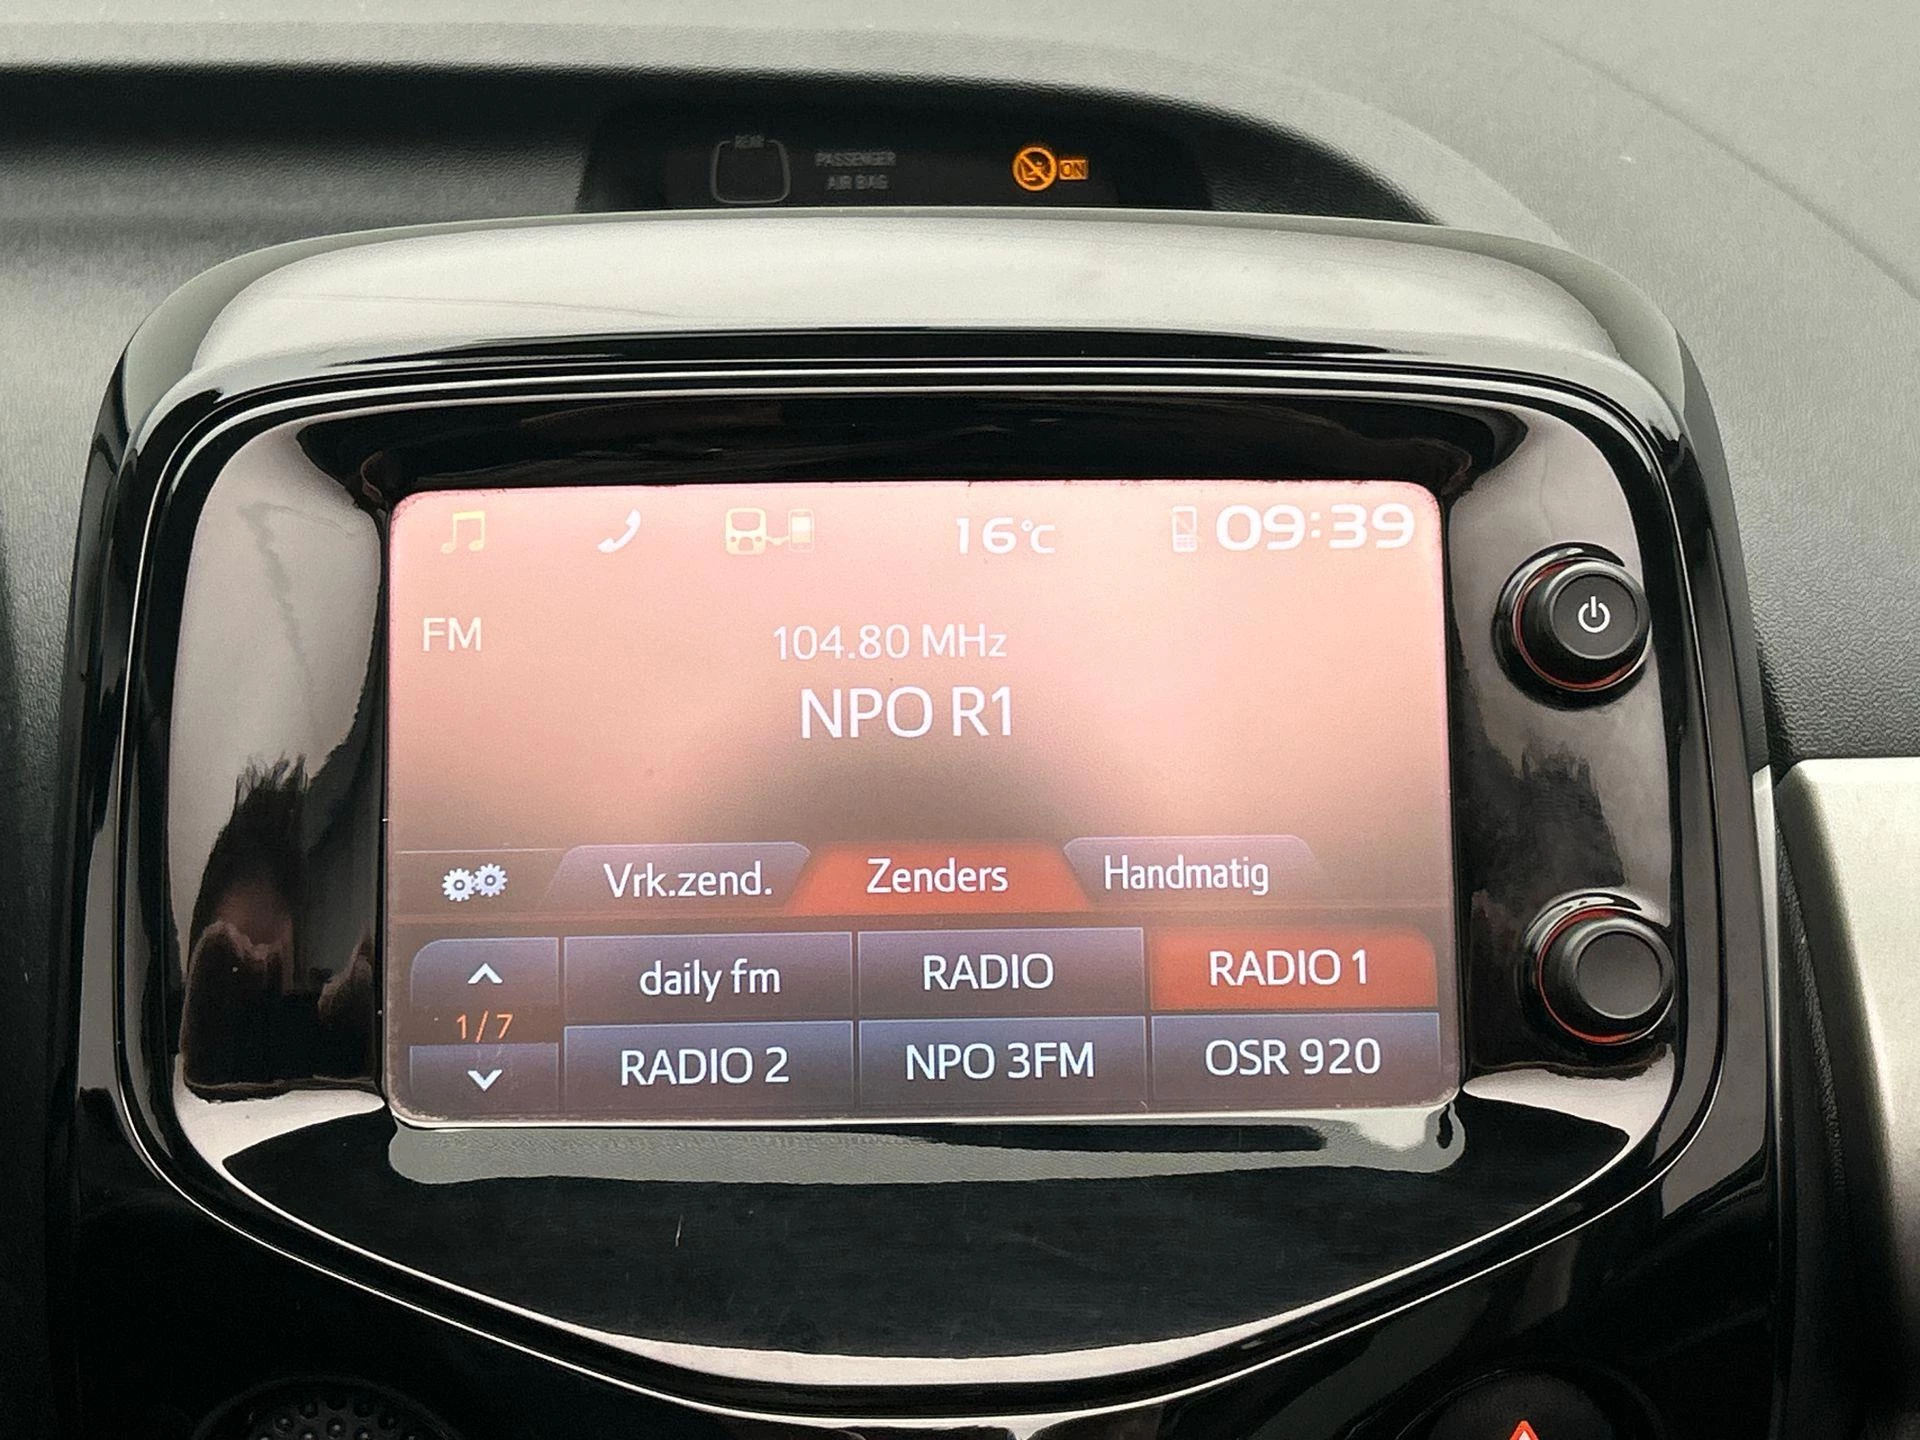 REAR
PASSENGER
AIR BAG
ON
16°C
09:39
FM
104.80 MHz
NPO R1
Vrk.zend.
Zenders
Handmatig
daily fm
RADIO
RADIO 1
1/7
RADIO 2
NPO 3FM
OSR 920